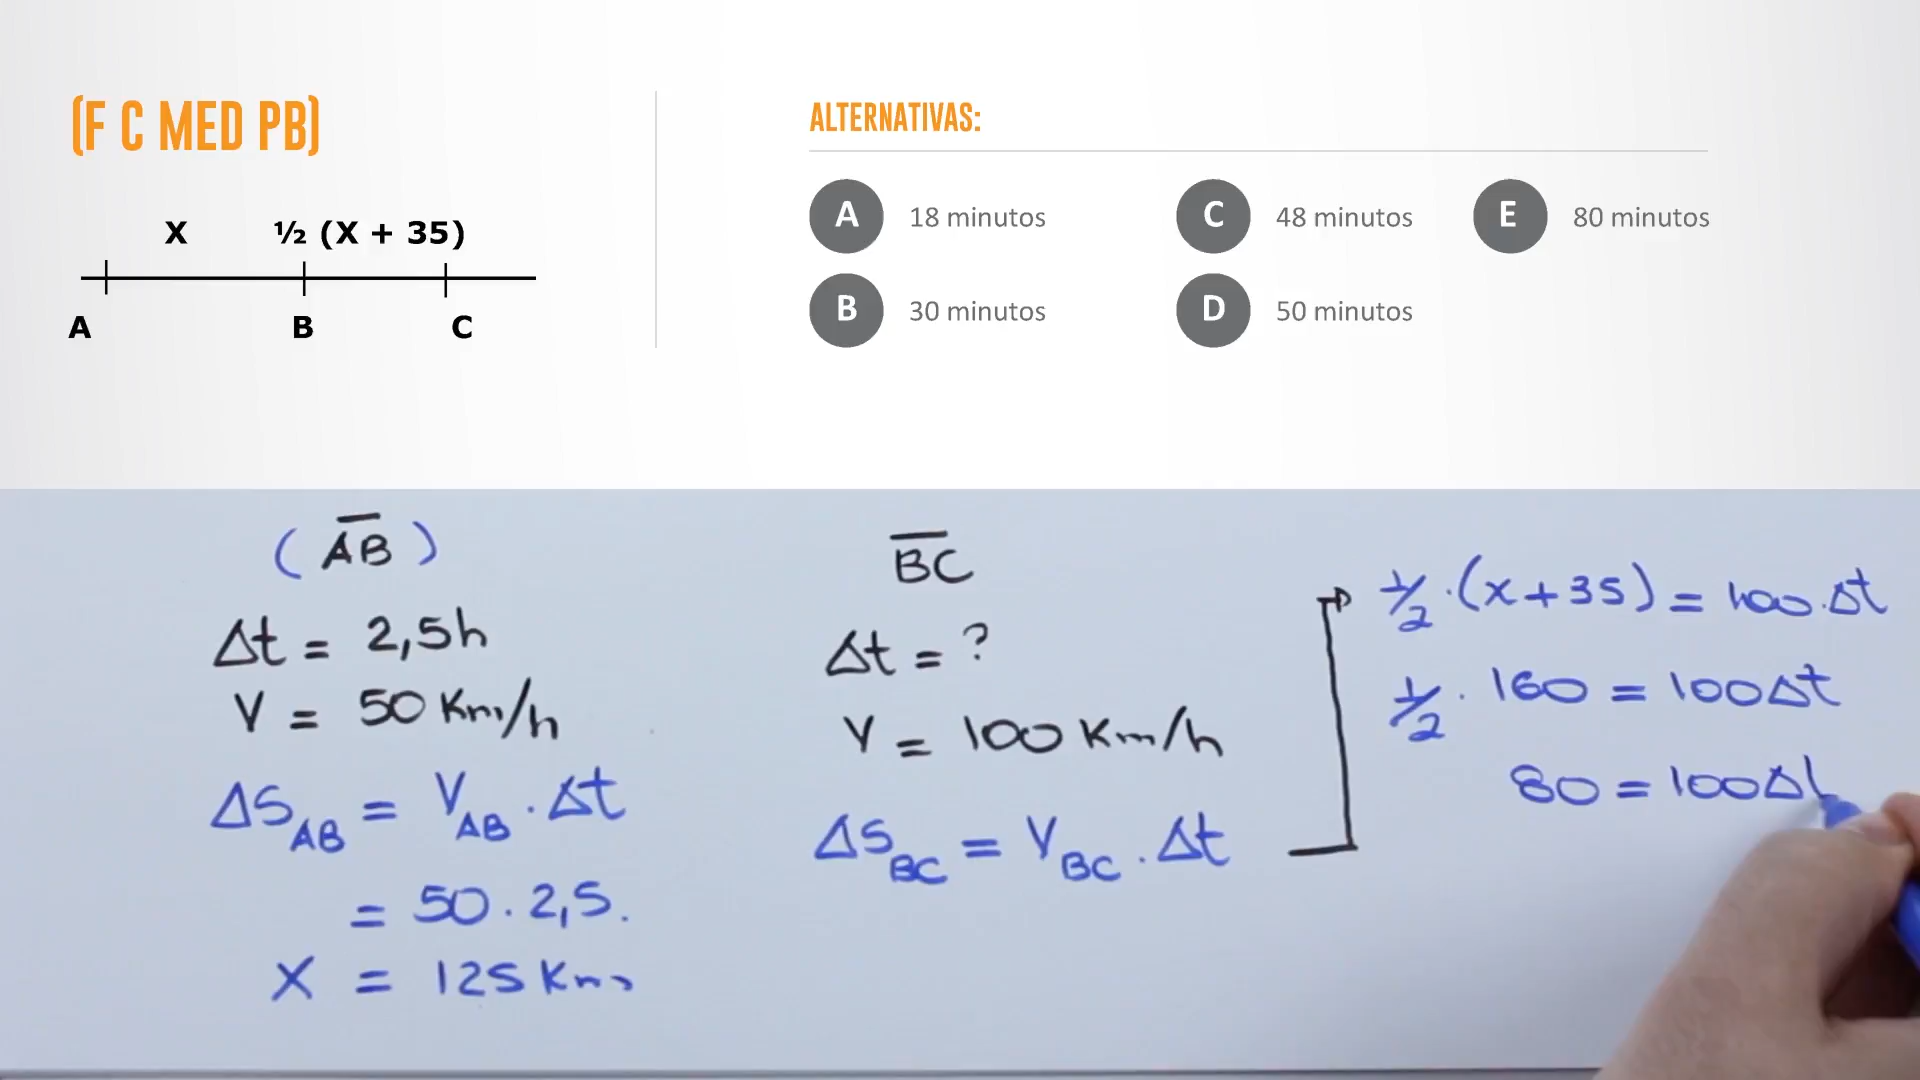 (F C MED PB)
X ½ (X + 35)
A B C
ALTERNATIVAS:
A 18 minutos
B 30 minutos
C 48 minutos
D 50 minutos
E 80 minutos
(AB)
Δt = 2,5h
V = 50 Km/h
ΔS_AB = V_AB . Δt
= 50 . 2,5.
X = 125 Km
BC
Δt = ?
V = 100 Km/h
ΔS_BC = V_BC . Δt
1/2 . (x + 35) = 100 . Δt
1/2 . 160 = 100Δt
80 = 100Δt